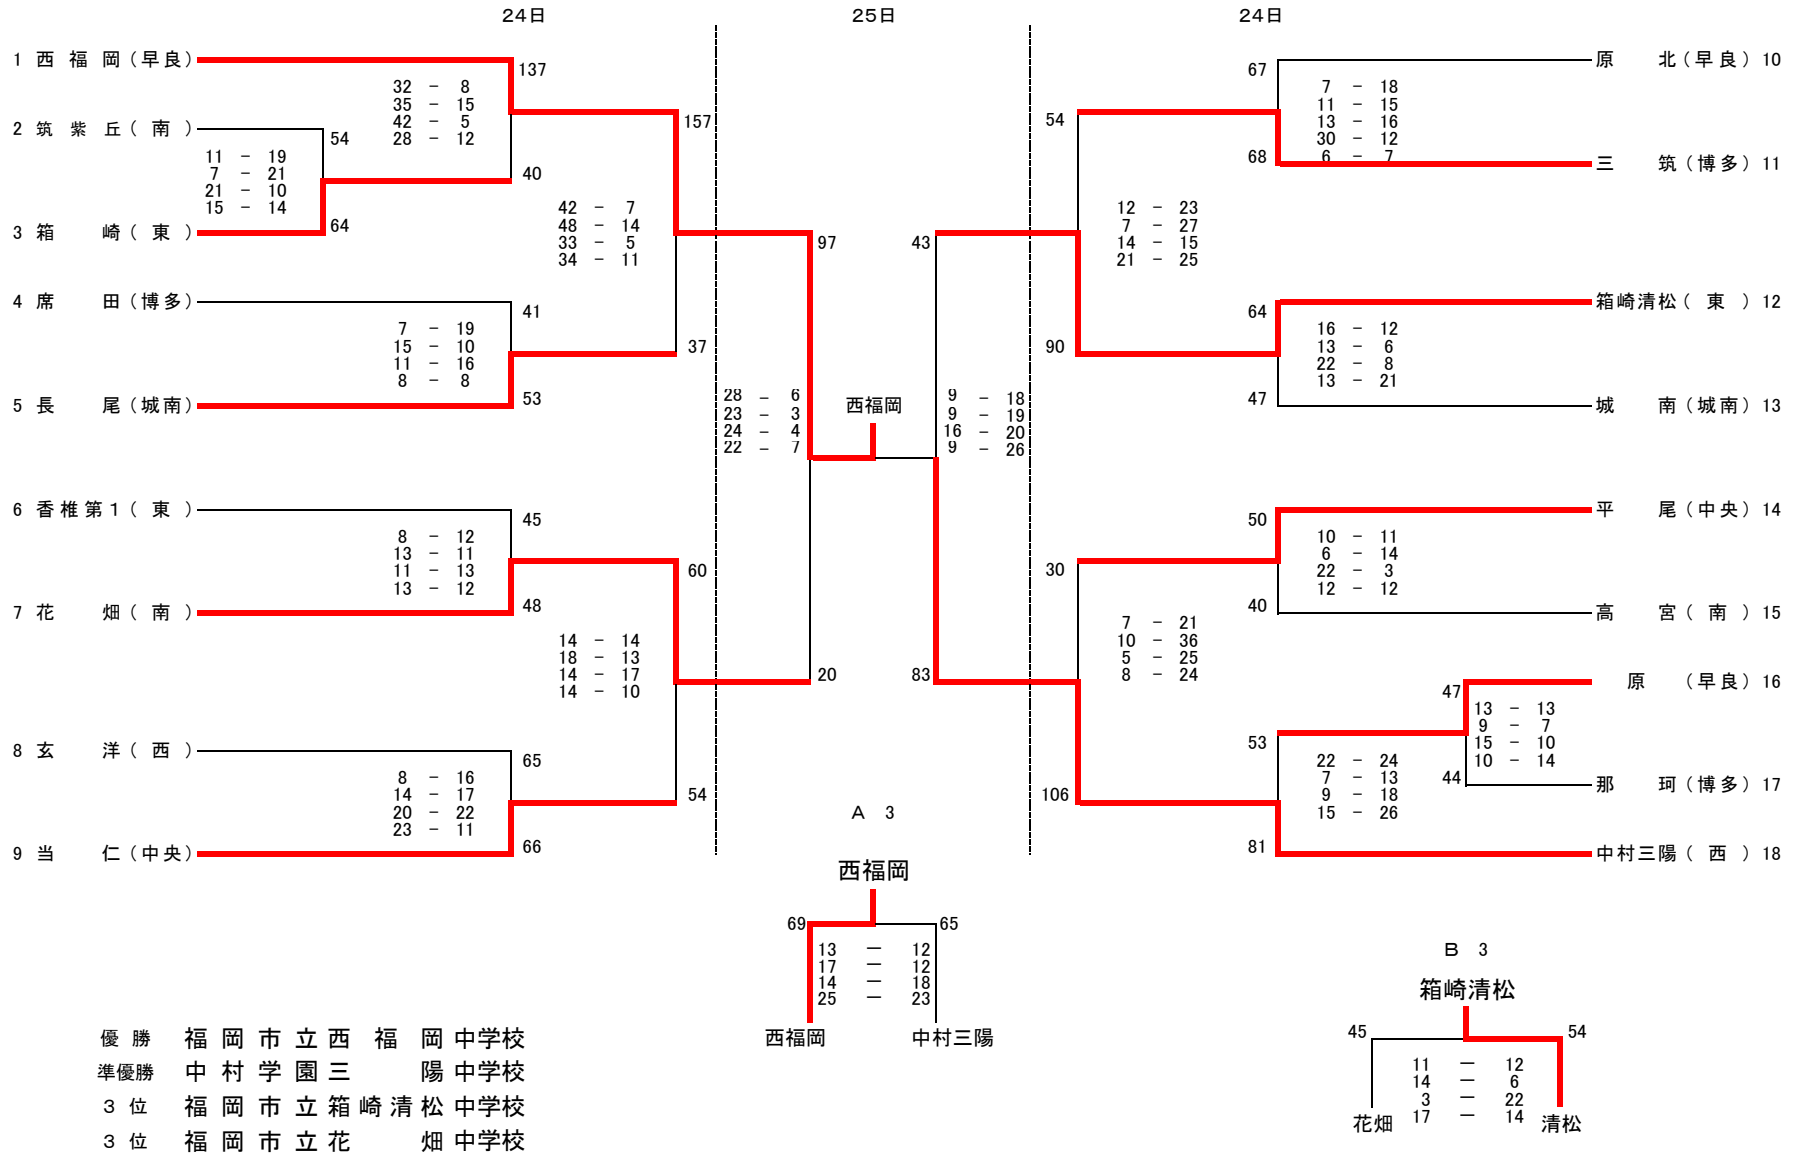 24日 25日 24日
1 西福岡(早良)
137
32 － 8
35 － 15
42 － 5
28 － 12
2 筑紫丘(南)
54
11 － 19
7 － 21
21 － 10
15 － 14
40
3 箱崎(東)
64
157
42 － 7
48 － 14
33 － 5
34 － 11
4 席田(博多)
41
7 － 19
15 － 10
11 － 16
8 － 8
37
5 長尾(城南)
53
97
28 － 6
23 － 3
24 － 4
22 － 7
6 香椎第1(東)
45
8 － 12
13 － 11
11 － 13
13 － 12
7 花畑(南)
48
60
14 － 14
18 － 13
14 － 17
14 － 10
20
8 玄洋(西)
65
8 － 16
14 － 17
20 － 22
23 － 11
54
9 当仁(中央)
66
西福岡
43
9 － 18
9 － 19
16 － 20
9 － 26
83
原北(早良) 10
67
7 － 18
11 － 15
13 － 16
30 － 12
6 － 7
54
68
三筑(博多) 11
12 － 23
7 － 27
14 － 15
21 － 25
箱崎清松(東) 12
64
16 － 12
13 － 6
22 － 8
13 － 21
90
47
城南(城南) 13
平尾(中央) 14
50
10 － 11
6 － 14
22 － 3
12 － 12
30
40
高宮(南) 15
7 － 21
10 － 36
5 － 25
8 － 24
原(早良) 16
47
13 － 13
9 － 7
15 － 10
10 － 14
53
44
那珂(博多) 17
22 － 24
7 － 13
9 － 18
15 － 26
106
81
中村三陽(西) 18
A 3
西福岡
69 65
13 － 12
17 － 12
14 － 18
25 － 23
西福岡 中村三陽
B 3
箱崎清松
45 54
11 － 12
14 － 6
3 － 22
17 － 14
花畑 清松
優勝 福岡市立西福岡中学校
準優勝 中村学園三陽中学校
3位 福岡市立箱崎清松中学校
3位 福岡市立花畑中学校